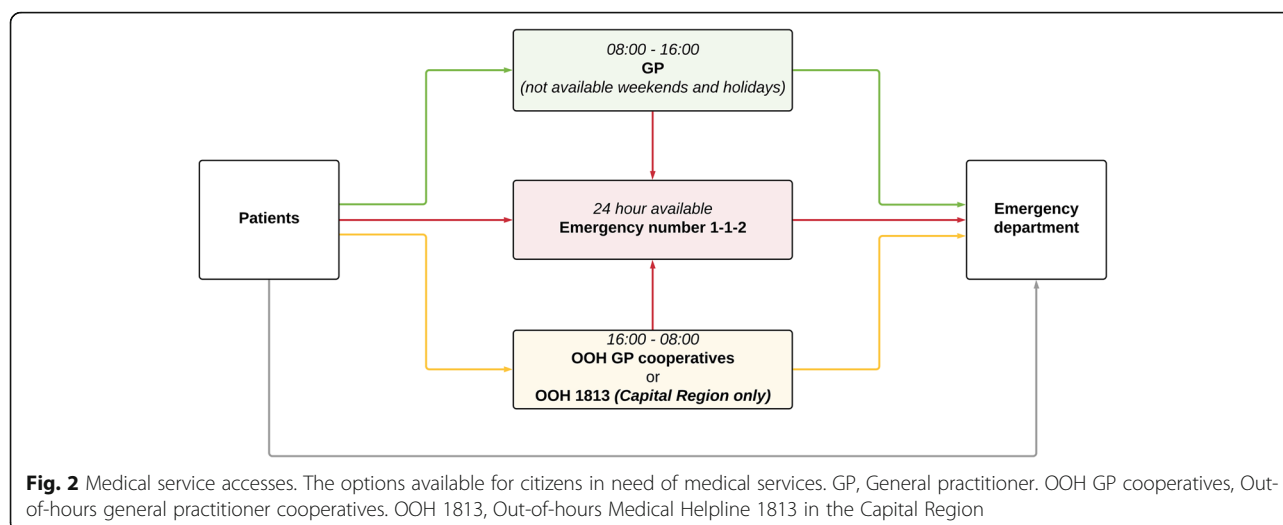 08:00 - 16:00
GP
(not available weekends and holidays)
Patients
24 hour available
Emergency number 1-1-2
Emergency
department
16:00 - 08:00
OOH GP cooperatives
or
OOH 1813 (Capital Region only)
Fig. 2 Medical service accesses. The options available for citizens in need of medical services. GP, General practitioner. OOH GP cooperatives, Out-
of-hours general practitioner cooperatives. OOH 1813, Out-of-hours Medical Helpline 1813 in the Capital Region